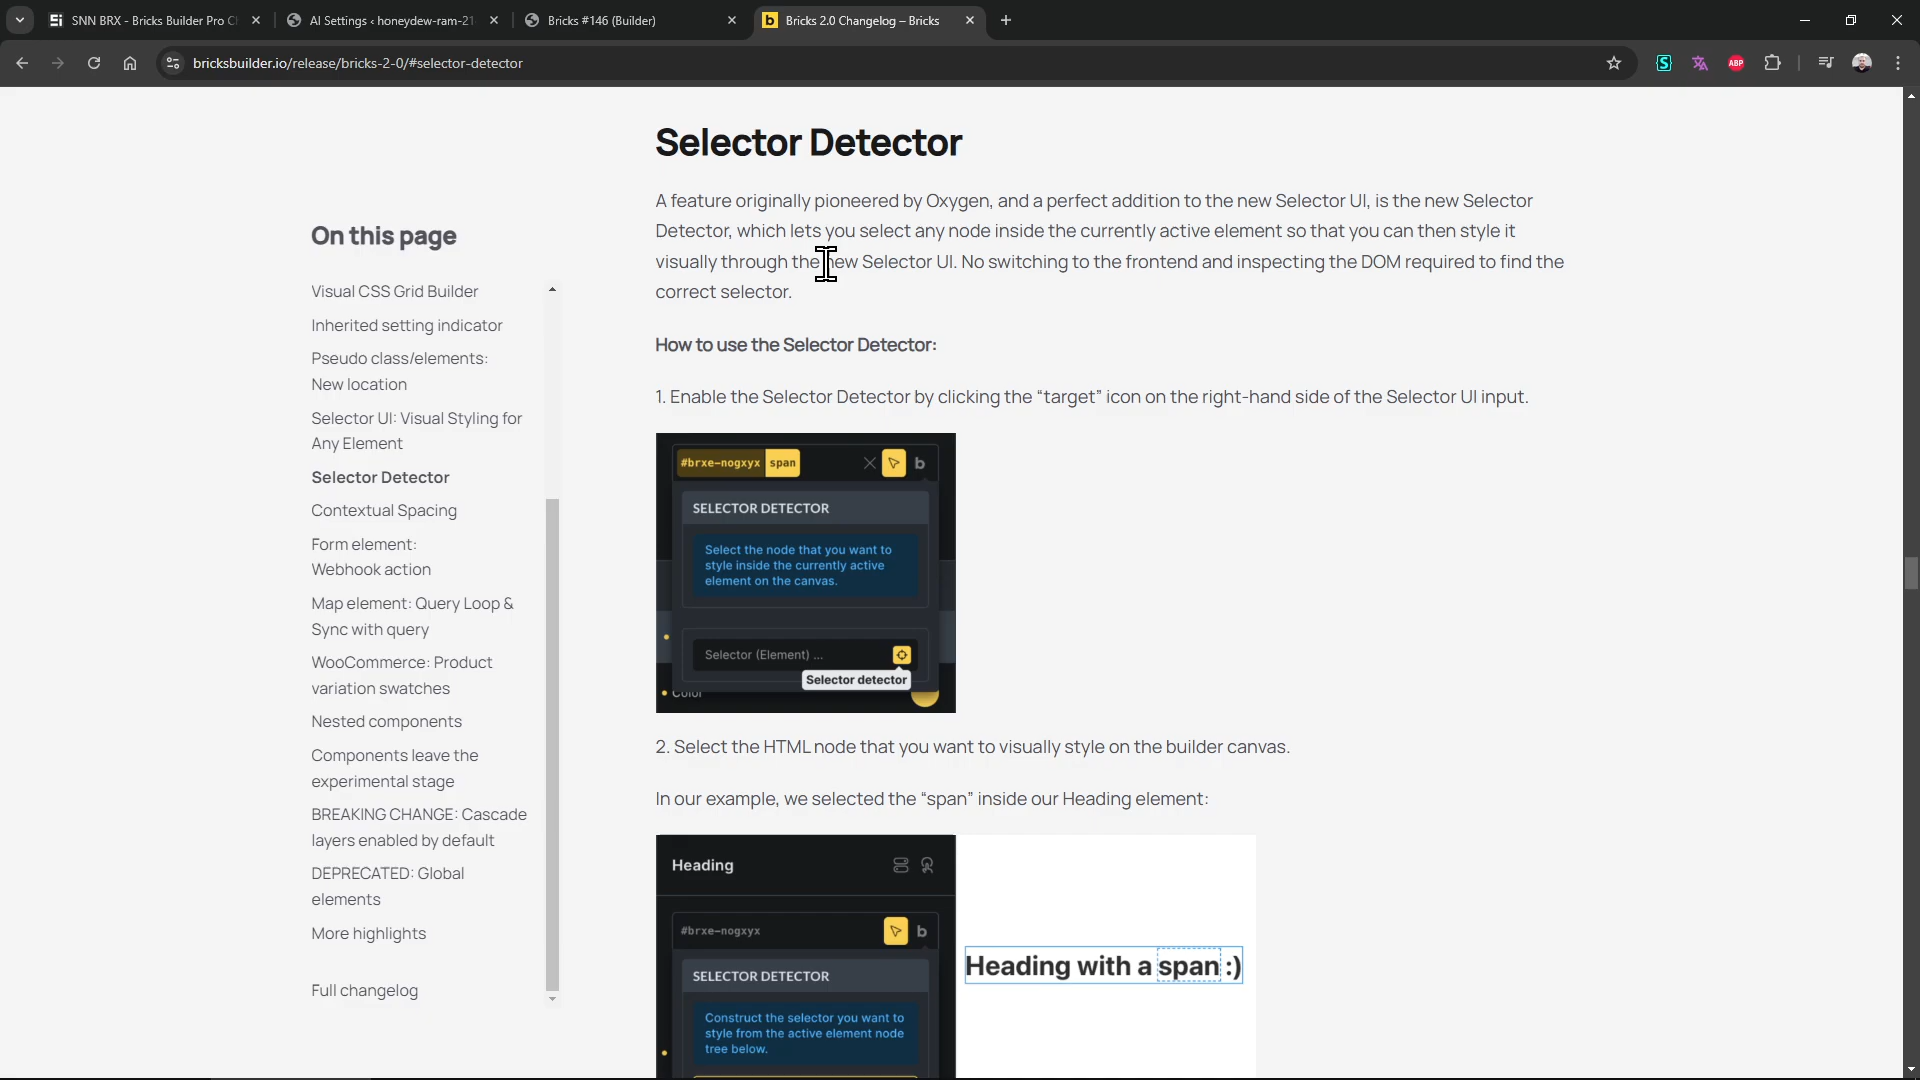 SNN BRX - Bricks Builder Pro Ch
AI Settings ‹ honeydew-ram-21
Bricks #146 (Builder)
b Bricks 2.0 Changelog – Bricks
bricksbuilder.io/release/bricks-2-0/#selector-detector
ABP
Selector Detector
A feature originally pioneered by Oxygen, and a perfect addition to the new Selector UI, is the new Selector
Detector, which lets you select any node inside the currently active element so that you can then style it
visually through the new Selector UI. No switching to the frontend and inspecting the DOM required to find the
correct selector.
How to use the Selector Detector:
1. Enable the Selector Detector by clicking the “target” icon on the right-hand side of the Selector UI input.
#brxe-nogxyx span b
SELECTOR DETECTOR
Select the node that you want to
style inside the currently active
element on the canvas.
Selector (Element) ...
Selector detector
Color
2. Select the HTML node that you want to visually style on the builder canvas.
In our example, we selected the “span” inside our Heading element:
Heading
#brxe-nogxyx b
SELECTOR DETECTOR
Construct the selector you want to
style from the active element node
tree below.
Heading with a span :)
On this page
Visual CSS Grid Builder
Inherited setting indicator
Pseudo class/elements:
New location
Selector UI: Visual Styling for
Any Element
Selector Detector
Contextual Spacing
Form element:
Webhook action
Map element: Query Loop &
Sync with query
WooCommerce: Product
variation swatches
Nested components
Components leave the
experimental stage
BREAKING CHANGE: Cascade
layers enabled by default
DEPRECATED: Global
elements
More highlights
Full changelog